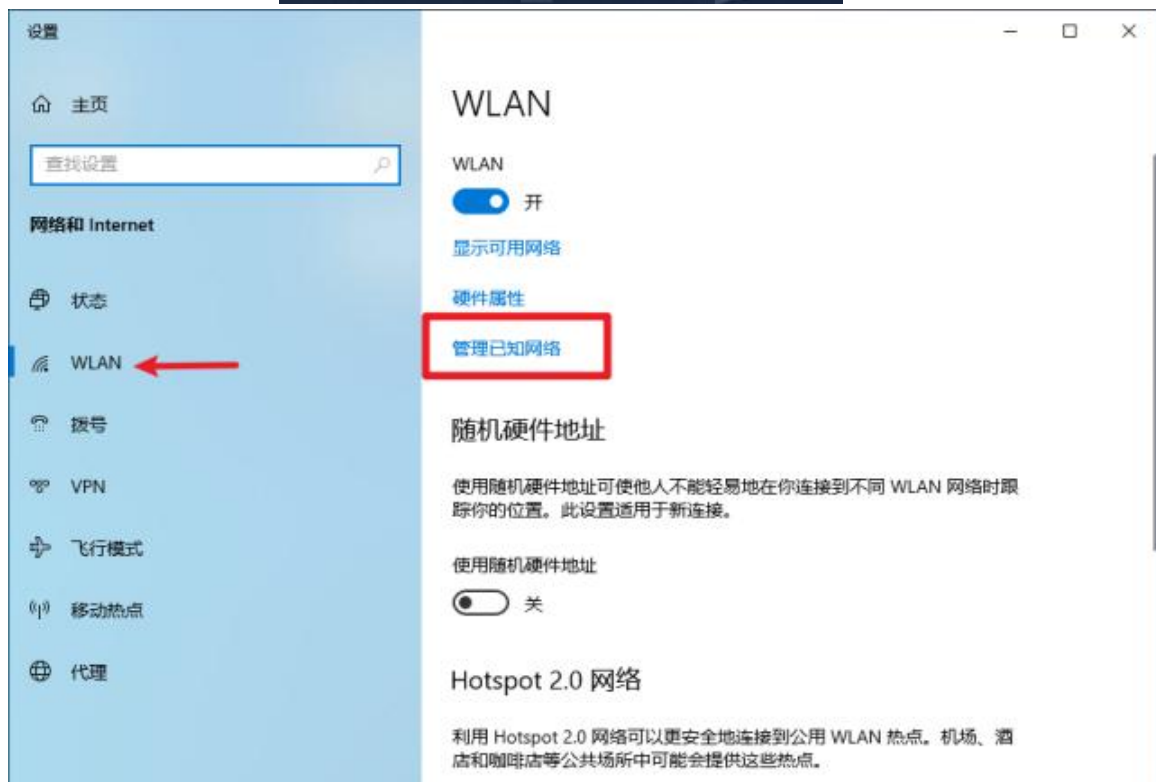 设置
主页
查找设置
网络和 Internet
状态
WLAN
拨号
VPN
飞行模式
移动热点
代理
WLAN
WLAN
开
显示可用网络
硬件属性
管理已知网络
随机硬件地址
使用随机硬件地址可使他人不能轻易地在你连接到不同 WLAN 网络时跟
踪你的位置。此设置适用于新连接。
使用随机硬件地址
关
Hotspot 2.0 网络
利用 Hotspot 2.0 网络可以更安全地连接到公用 WLAN 热点。机场、酒
店和咖啡店等公共场所中可能会提供这些热点。